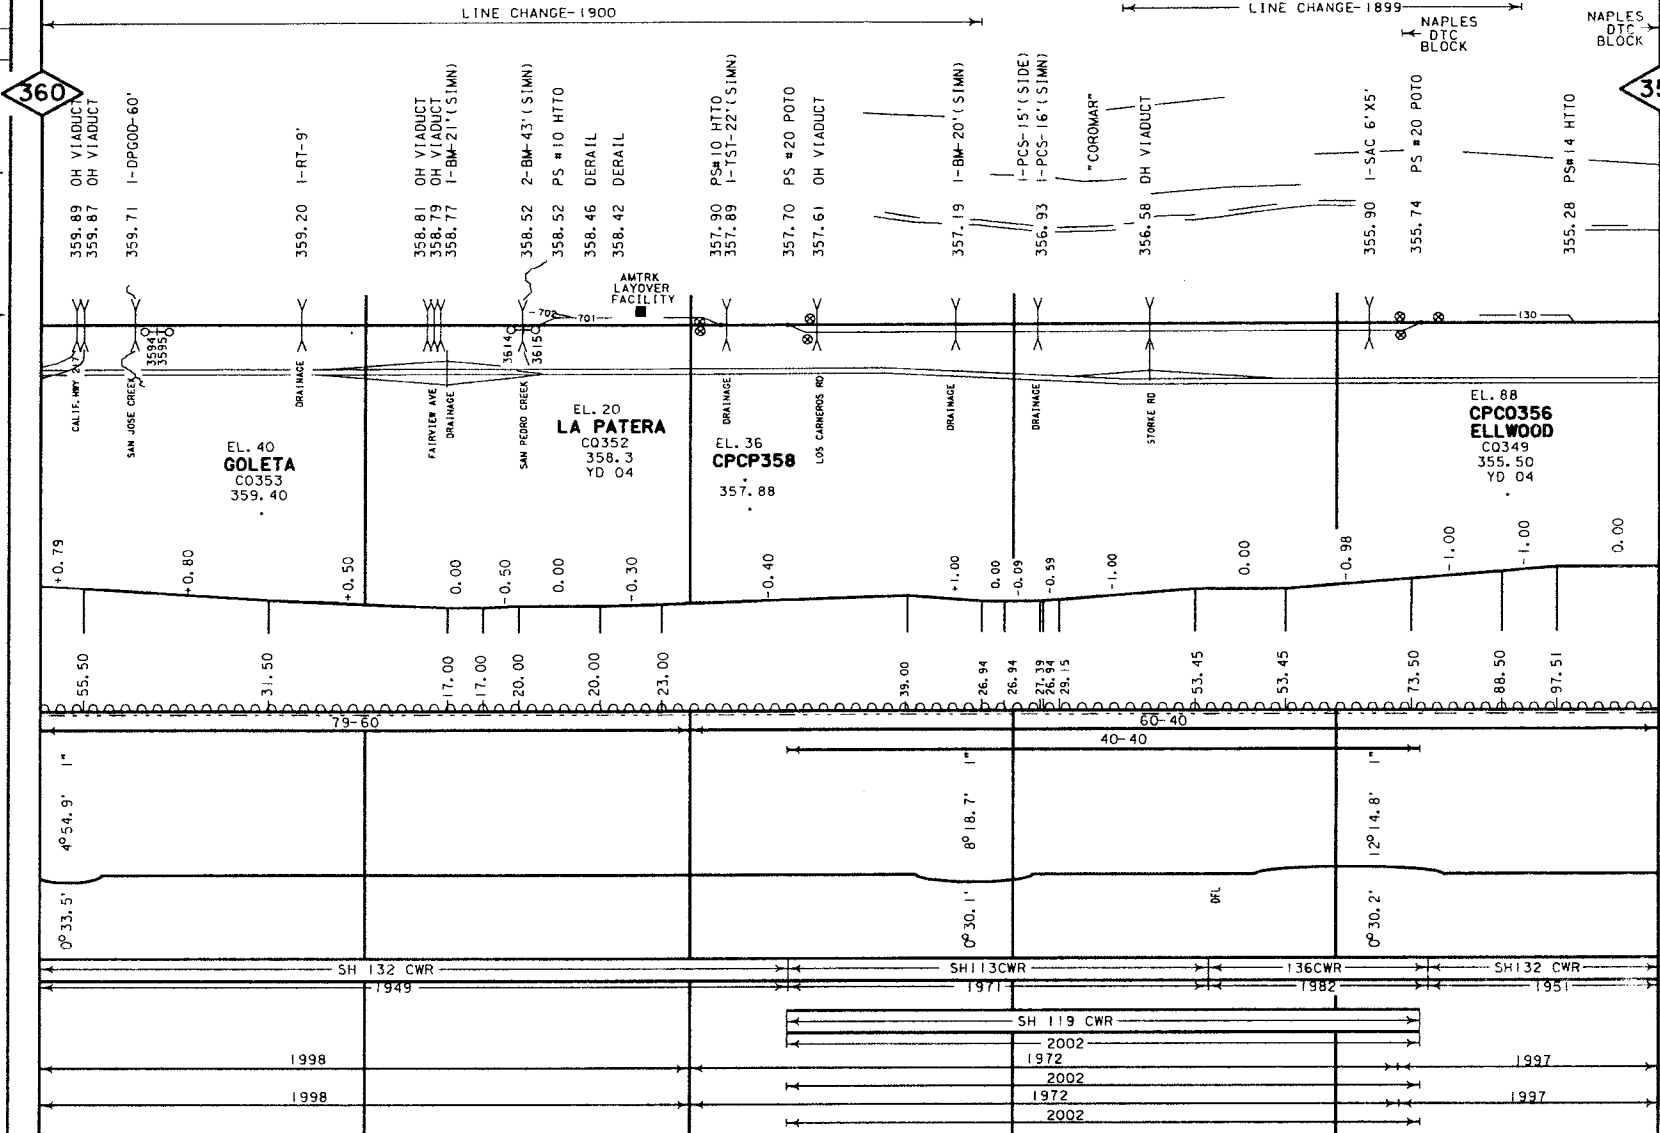 LINE CHANGE-1900
LINE CHANGE-1899
NAPLES
DTC
BLOCK
NAPLES
DTC
BLOCK
360
359.89 OH VIADUCT
359.87 OH VIADUCT
359.71 1-DPGOD-60'
359.20 1-RT-9'
358.81 OH VIADUCT
358.79 OH VIADUCT
358.77 1-BM-21'(SIMN)
358.52 2-BM-43'(SIMN)
358.52 PS #10 HTTO
358.46 DERAIL
358.42 DERAIL
357.90 PS#10 HTTO
357.89 1-TST-22'(SIMN)
357.70 PS #20 POTO
357.61 OH VIADUCT
357.19 1-BM-20'(SIMN)
1-PCS-15'(SIDE)
356.93 1-PCS-16'(SIMN)
"COROMAR"
356.58 OH VIADUCT
355.90 1-SAC 6'X5'
355.74 PS #20 POTO
355.28 PS#14 HTTO
AMTRK
LAYOVER
FACILITY
702
701
130
3594
3595
3614
3615
CALIF. HWY 217
SAN JOSE CREEK
DRAINAGE
FAIRVIEW AVE
DRAINAGE
SAN PEDRO CREEK
DRAINAGE
LOS CARNEROS RD
DRAINAGE
DRAINAGE
STORKE RD
EL. 40
GOLETA
CO353
359.40
EL. 20
LA PATERA
CQ352
358.3
YD 04
EL. 36
CPCP358
357.88
EL. 88
CPCO356
ELLWOOD
CQ349
355.50
YD 04
+0.79
+0.80
+0.50
0.00
-0.50
0.00
-0.30
-0.40
+1.00
0.00
-0.09
-0.59
-1.00
0.00
-0.98
-1.00
-1.00
0.00
55.50
31.50
17.00
17.00
20.00
20.00
23.00
39.00
26.94
26.94
27.39
26.94
29.15
53.45
53.45
73.50
88.50
97.51
79-60
60-40
40-40
4°54.9' 1"
8°18.7' 1"
12°14.8' 1"
0°33.5'
0°30.1'
DFL
0°30.2'
SH 132 CWR
SH113CWR
136CWR
SH132 CWR
1949
1971
1982
1951
SH 119 CWR
2002
1998
1972
1997
2002
1998
1972
1997
2002